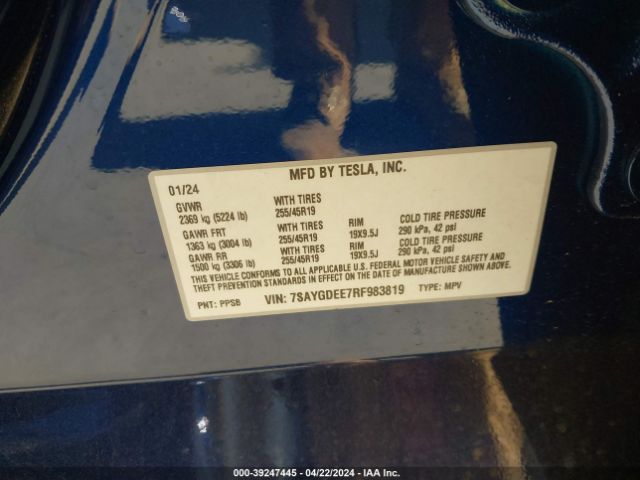 MFD BY TESLA, INC.
01/24
GVWR WITH TIRES
2369 kg (5224 lb) 255/45R19
GAWR FRT WITH TIRES RIM COLD TIRE PRESSURE
1363 kg (3004 lb) 255/45R19 19X9.5J 290 kPa, 42 psi
GAWR RR WITH TIRES RIM COLD TIRE PRESSURE
1500 kg (3306 lb) 255/45R19 19X9.5J 290 kPa, 42 psi
THIS VEHICLE CONFORMS TO ALL APPLICABLE U.S. FEDERAL MOTOR VEHICLE SAFETY AND
THEFT PREVENTION STANDARDS IN EFFECT ON THE DATE OF MANUFACTURE SHOWN ABOVE.
PNT: PPSB VIN: 7SAYGDEE7RF983819 TYPE: MPV
000-39247445 - 04/22/2024 - IAA Inc.